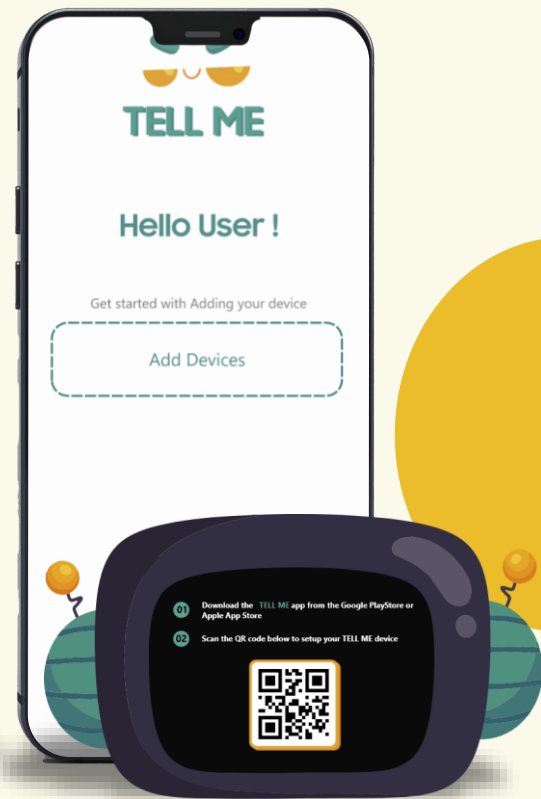 TELL ME
Hello User !
Get started with Adding your device
Add Devices
01 Download the TELL ME app from the Google PlayStore or
Apple App Store
02 Scan the QR code below to setup your TELL ME device